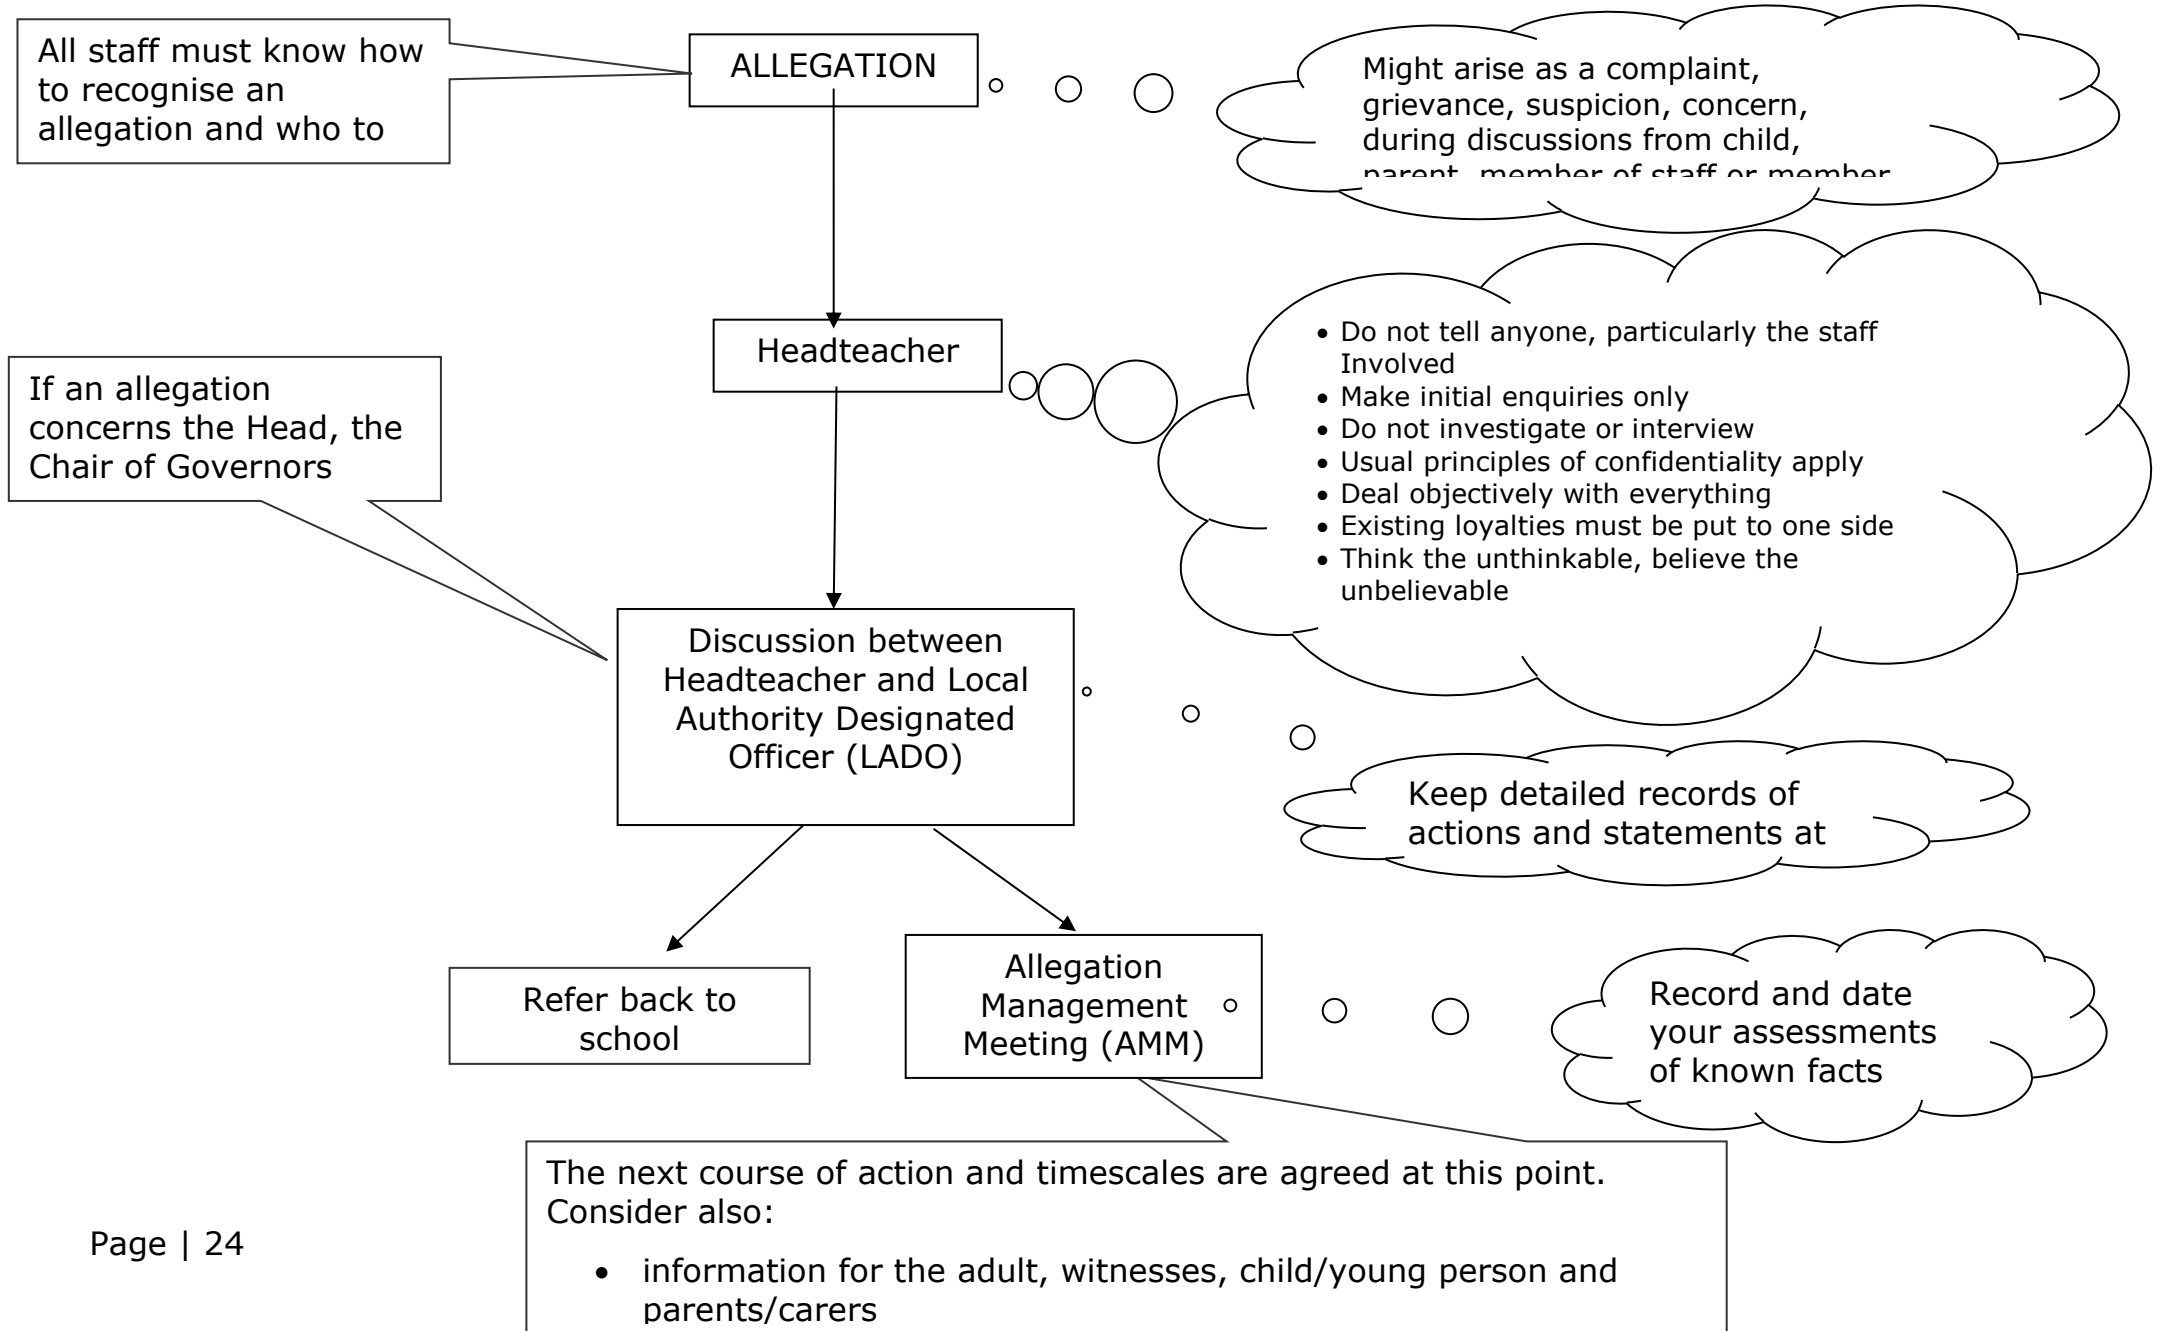 All staff must know how
to recognise an
allegation and who to
ALLEGATION
Might arise as a complaint,
grievance, suspicion, concern,
during discussions from child,
parent, member of staff or member
Headteacher
• Do not tell anyone, particularly the staff
Involved
• Make initial enquiries only
• Do not investigate or interview
• Usual principles of confidentiality apply
• Deal objectively with everything
• Existing loyalties must be put to one side
• Think the unthinkable, believe the
unbelievable
If an allegation
concerns the Head, the
Chair of Governors
Discussion between
Headteacher and Local
Authority Designated
Officer (LADO)
Keep detailed records of
actions and statements at
Refer back to
school
Allegation
Management
Meeting (AMM)
Record and date
your assessments
of known facts
The next course of action and timescales are agreed at this point.
Consider also:
• information for the adult, witnesses, child/young person and
parents/carers
Page | 24